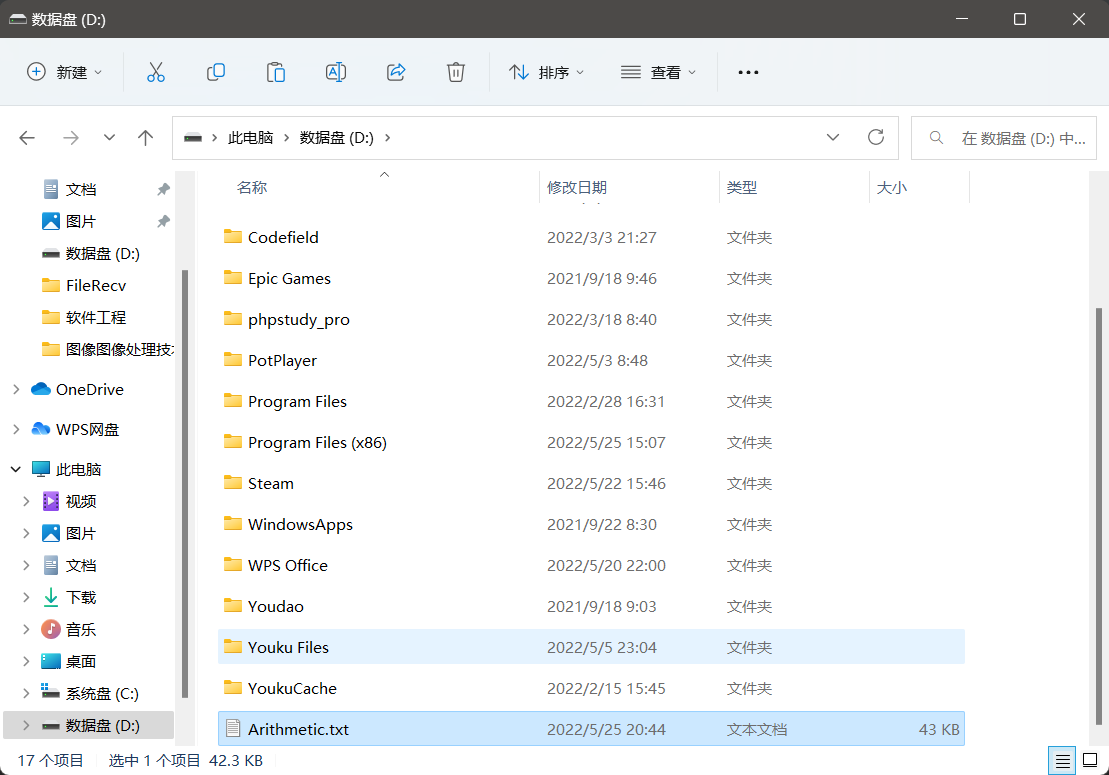 数据盘 (D:)
新建 排序 查看
此电脑 数据盘 (D:) 在 数据盘 (D:) 中...
文档
图片
数据盘 (D:)
FileRecv
软件工程
图像图像处理技
OneDrive
WPS网盘
此电脑
视频
图片
文档
下载
音乐
桌面
系统盘 (C:)
数据盘 (D:)
名称 修改日期 类型 大小
Codefield 2022/3/3 21:27 文件夹
Epic Games 2021/9/18 9:46 文件夹
phpstudy_pro 2022/3/18 8:40 文件夹
PotPlayer 2022/5/3 8:48 文件夹
Program Files 2022/2/28 16:31 文件夹
Program Files (x86) 2022/5/25 15:07 文件夹
Steam 2022/5/22 15:46 文件夹
WindowsApps 2021/9/22 8:30 文件夹
WPS Office 2022/5/20 22:00 文件夹
Youdao 2021/9/18 9:03 文件夹
Youku Files 2022/5/5 23:04 文件夹
YoukuCache 2022/2/15 15:45 文件夹
Arithmetic.txt 2022/5/25 20:44 文本文档 43 KB
17 个项目 选中 1 个项目 42.3 KB